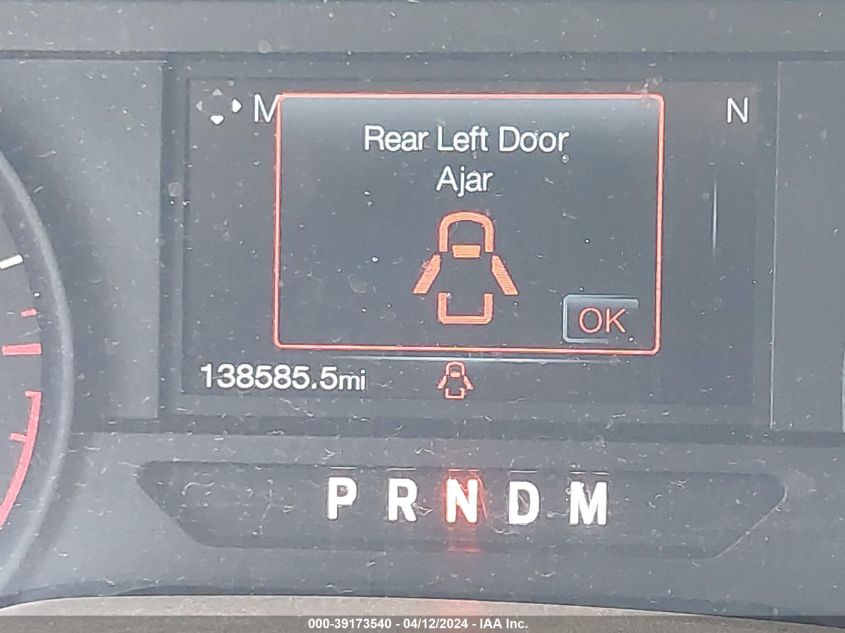 M
N
Rear Left Door
Ajar
OK
138585.5mi
P R N D M
000-39173540 - 04/12/2024 - IAA Inc.